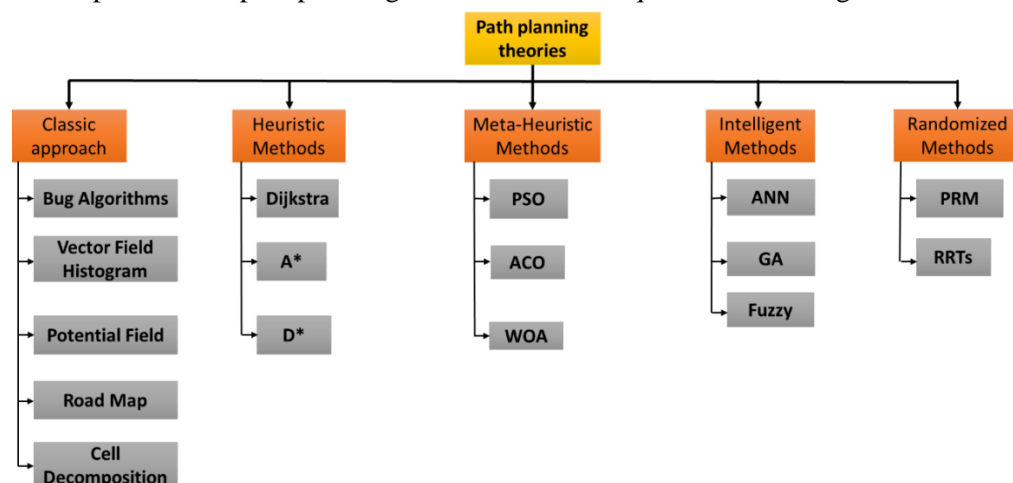 Path planning
theories
Classic
approach
Bug Algorithms
Vector Field
Histogram
Potential Field
Road Map
Cell
Decomposition
Heuristic
Methods
Dijkstra
A*
D*
Meta-Heuristic
Methods
PSO
ACO
WOA
Intelligent
Methods
ANN
GA
Fuzzy
Randomized
Methods
PRM
RRTs